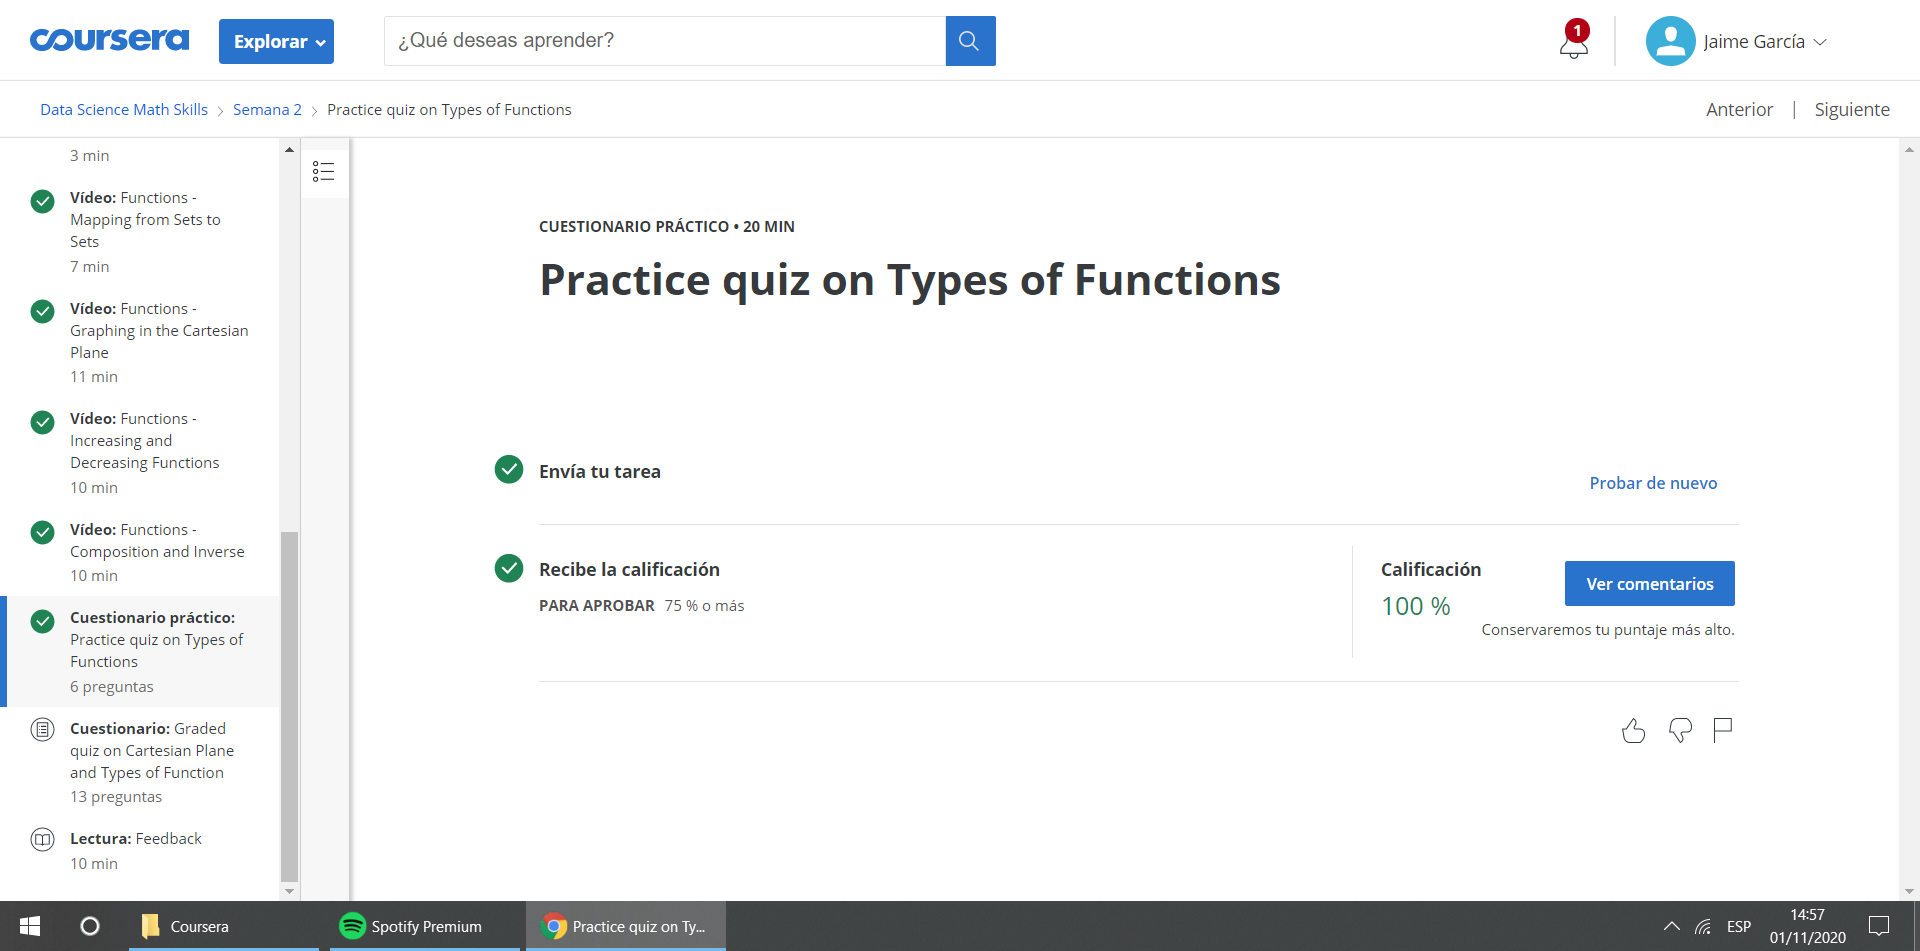 coursera
Explorar
¿Qué deseas aprender?
1
Jaime García
Data Science Math Skills
Semana 2
Practice quiz on Types of Functions
Anterior | Siguiente
3 min
Vídeo: Functions -
Mapping from Sets to
Sets
7 min
Vídeo: Functions -
Graphing in the Cartesian
Plane
11 min
Vídeo: Functions -
Increasing and
Decreasing Functions
10 min
Vídeo: Functions -
Composition and Inverse
10 min
Cuestionario práctico:
Practice quiz on Types of
Functions
6 preguntas
Cuestionario: Graded
quiz on Cartesian Plane
and Types of Function
13 preguntas
Lectura: Feedback
10 min
CUESTIONARIO PRÁCTICO • 20 MIN
Practice quiz on Types of Functions
Envía tu tarea
Probar de nuevo
Recibe la calificación
PARA APROBAR 75 % o más
Calificación
100 %
Ver comentarios
Conservaremos tu puntaje más alto.
Coursera
Spotify Premium
Practice quiz on Ty...
ESP
14:57
01/11/2020